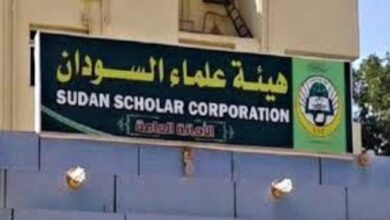 هيئة علماء السودان
SUDAN SCHOLAR CORPORATION
الأمانة العامة